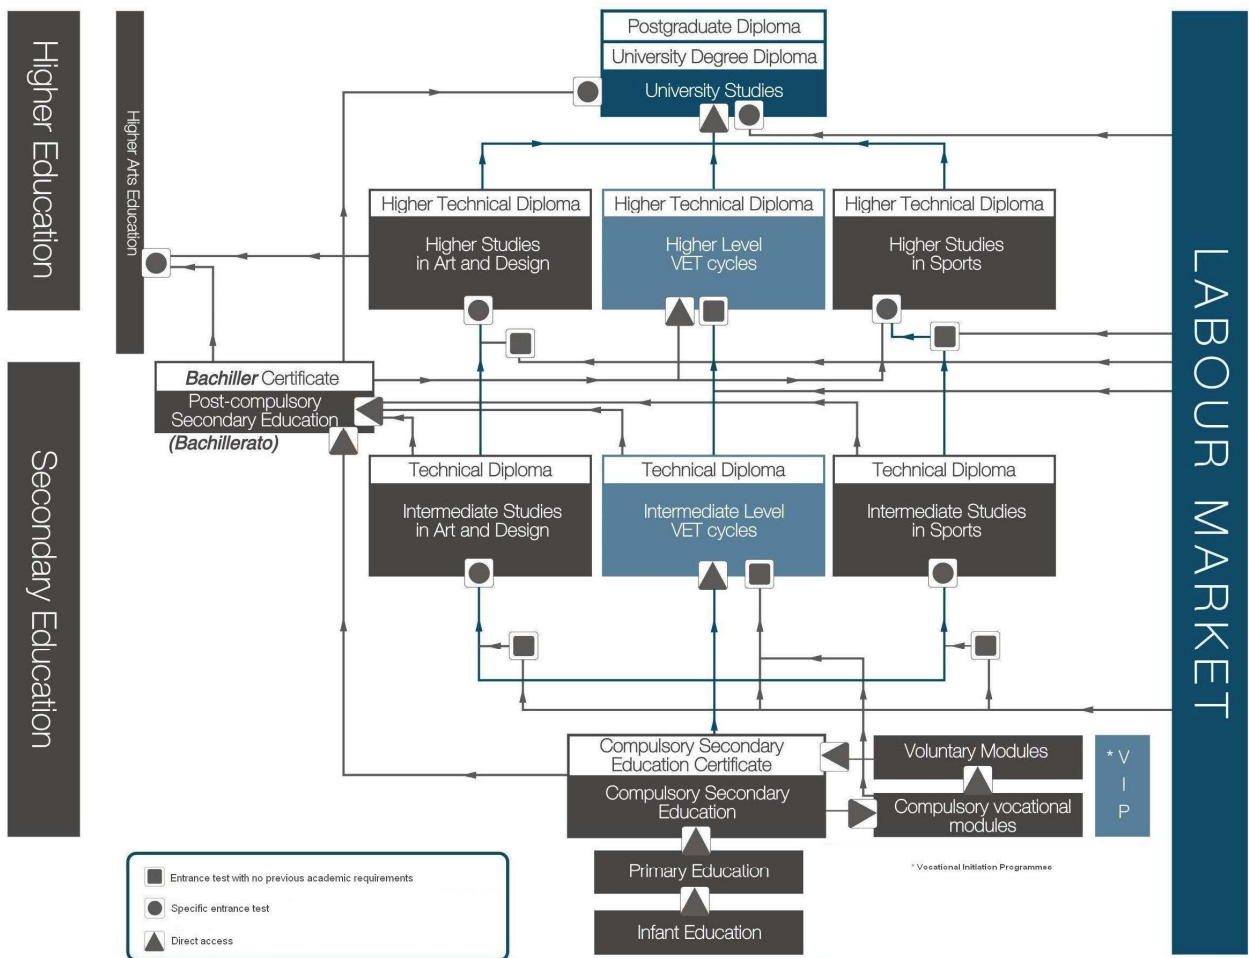 Higher Education
Higher Arts Education
Postgraduate Diploma
University Degree Diploma
University Studies
Higher Technical Diploma
Higher Studies
in Art and Design
Higher Technical Diploma
Higher Level
VET cycles
Higher Technical Diploma
Higher Studies
in Sports
LABOUR MARKET
Secondary Education
Bachiller Certificate
Post-compulsory
Secondary Education
(Bachillerato)
Technical Diploma
Intermediate Studies
in Art and Design
Technical Diploma
Intermediate Level
VET cycles
Technical Diploma
Intermediate Studies
in Sports
Compulsory Secondary
Education Certificate
Compulsory Secondary
Education
Voluntary Modules
Compulsory vocational
modules
* V
I
P
Primary Education
Infant Education
* Vocational Initiation Programmes
Entrance test with no previous academic requirements
Specific entrance test
Direct access